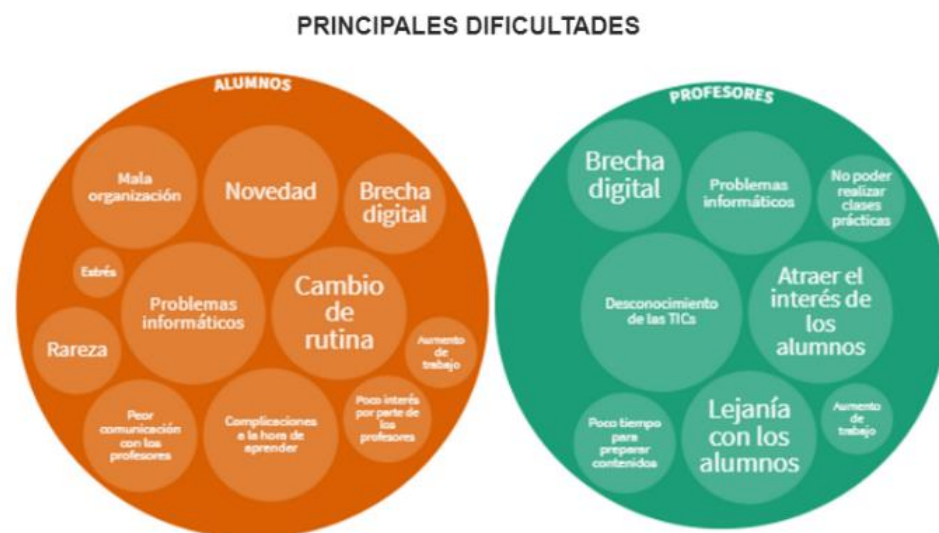 PRINCIPALES DIFICULTADES
ALUMNOS
Mala
organización
Novedad
Brecha
digital
Estrés
Problemas
informáticos
Cambio
de
rutina
Rareza
Aumento
de
trabajo
Peor
comunicación
con los
profesores
Complicaciones
a la hora de
aprender
Poco interés
por parte de
los
profesores
PROFESORES
Brecha
digital
Problemas
informáticos
No poder
realizar
clases
prácticas
Desconocimiento
de las TICs
Atraer el
interés de
los
alumnos
Poco tiempo
para
preparar
contenidos
Lejanía
con los
alumnos
Aumento
de
trabajo